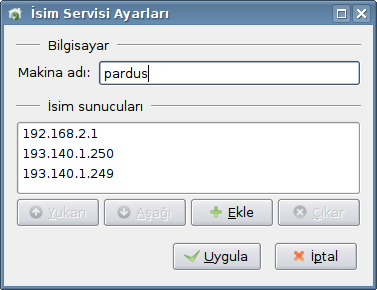 İsim Servisi Ayarları
Bilgisayar
Makina adı: pardus
İsim sunucuları
192.168.2.1
193.140.1.250
193.140.1.249
Yukarı Aşağı Ekle Çıkar
Uygula İptal